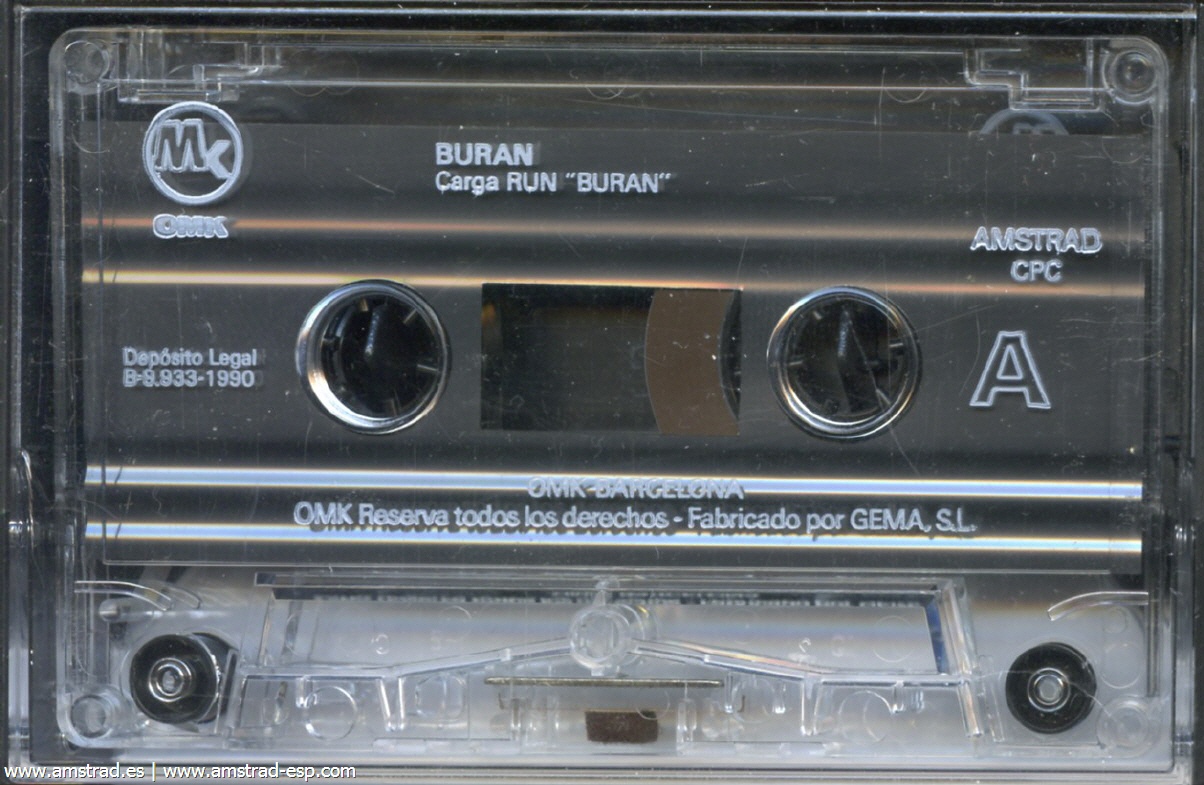 MK
OMK
BURAN
Carga RUN "BURAN"
AMSTRAD
CPC
Depósito Legal
B-8.933-1990
A
OMK BARCELONA
OMK Reserva todos los derechos - Fabricado por GEMA, S.L.
www.amstrad.es | www.amstrad-esp.com